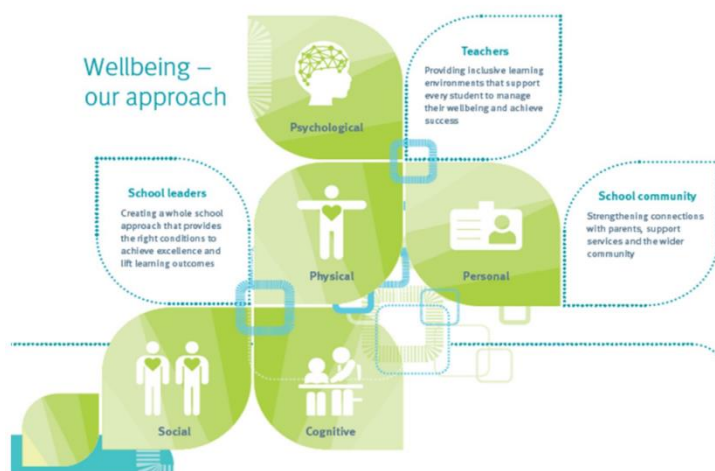 Wellbeing –
our approach
Psychological
Teachers
Providing inclusive learning
environments that support
every student to manage
their wellbeing and achieve
success
School leaders
Creating a whole school
approach that provides
the right conditions to
achieve excellence and
lift learning outcomes
Physical
Personal
School community
Strengthening connections
with parents, support
services and the wider
community
Social
Cognitive